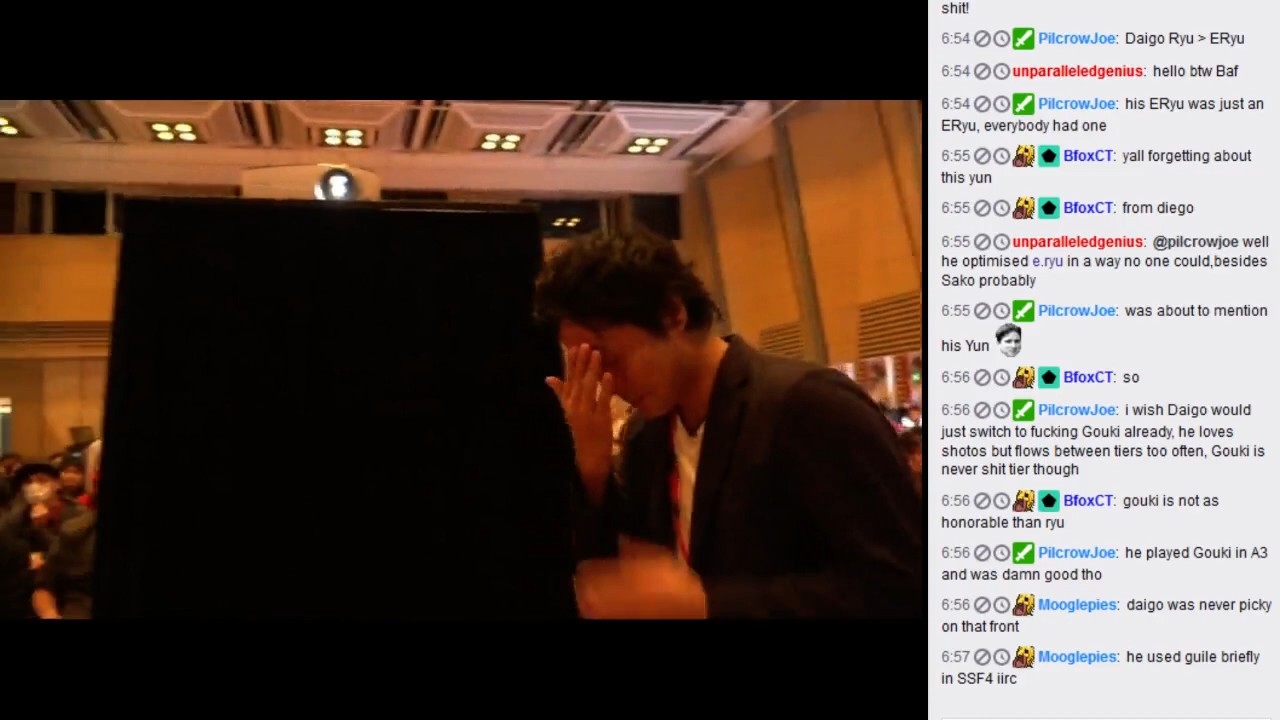 shit!
6:54 PilcrowJoe: Daigo Ryu > ERyu
6:54 unparalleledgenius: hello btw Baf
6:54 PilcrowJoe: his ERyu was just an
ERyu, everybody had one
6:55 BfoxCT: yall forgetting about
this yun
6:55 BfoxCT: from diego
6:55 unparalleledgenius: @pilcrowjoe well
he optimised e.ryu in a way no one could,besides
Sako probably
6:55 PilcrowJoe: was about to mention
his Yun
6:56 BfoxCT: so
6:56 PilcrowJoe: i wish Daigo would
just switch to fucking Gouki already, he loves
shotos but flows between tiers too often, Gouki is
never shit tier though
6:56 BfoxCT: gouki is not as
honorable than ryu
6:56 PilcrowJoe: he played Gouki in A3
and was damn good tho
6:56 Mooglepies: daigo was never picky
on that front
6:57 Mooglepies: he used guile briefly
in SSF4 iirc